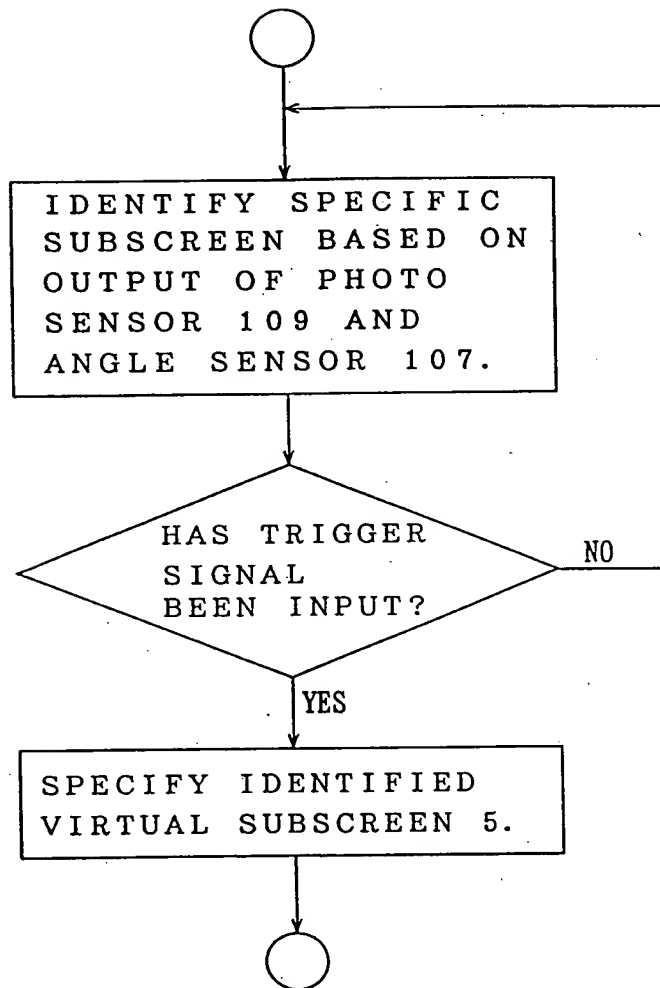 IDENTIFY SPECIFIC
SUBSCREEN BASED ON
OUTPUT OF PHOTO
SENSOR 109 AND
ANGLE SENSOR 107.
HAS TRIGGER
SIGNAL
BEEN INPUT?
NO
YES
SPECIFY IDENTIFIED
VIRTUAL SUBSCREEN 5.